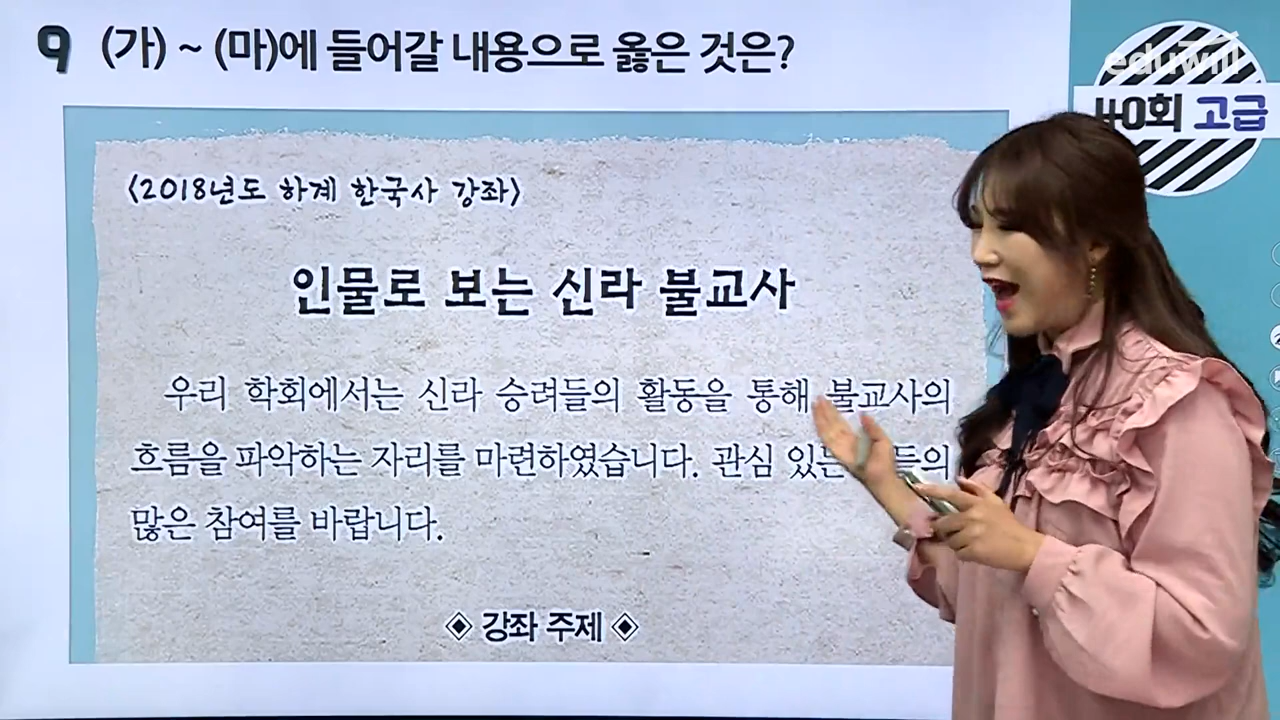 9 (가) ~ (마)에 들어갈 내용으로 옳은 것은?
eduwill
40회 고급
<2018년도 하계 한국사 강좌>
인물로 보는 신라 불교사
우리 학회에서는 신라 승려들의 활동을 통해 불교사의
흐름을 파악하는 자리를 마련하였습니다. 관심 있는 들의
많은 참여를 바랍니다.
◈ 강좌 주제 ◈